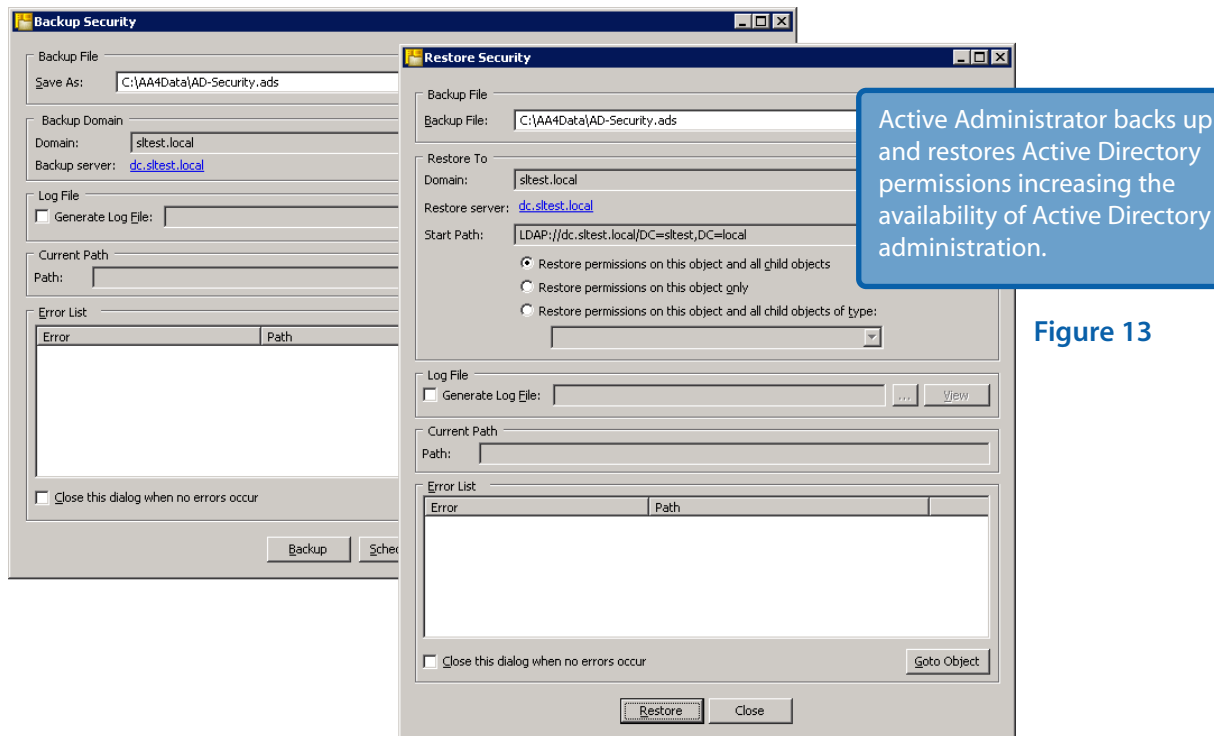 Backup Security
Backup File
Save As: C:\AA4Data\AD-Security.ads
Backup Domain
Domain: sltest.local
Backup server: dc.sltest.local
Log File
Generate Log File:
Current Path
Path:
Error List
Error Path
Close this dialog when no errors occur
Backup
Restore Security
Backup File
Backup File: C:\AA4Data\AD-Security.ads
Restore To
Domain: sltest.local
Restore server: dc.sltest.local
Start Path: LDAP://dc.sltest.local/DC=sltest,DC=local
Restore permissions on this object and all child objects
Restore permissions on this object only
Restore permissions on this object and all child objects of type:
Log File
Generate Log File: ... View
Current Path
Path:
Error List
Error Path
Close this dialog when no errors occur
Goto Object
Restore Close
Active Administrator backs up
and restores Active Directory
permissions increasing the
availability of Active Directory
administration.
Figure 13